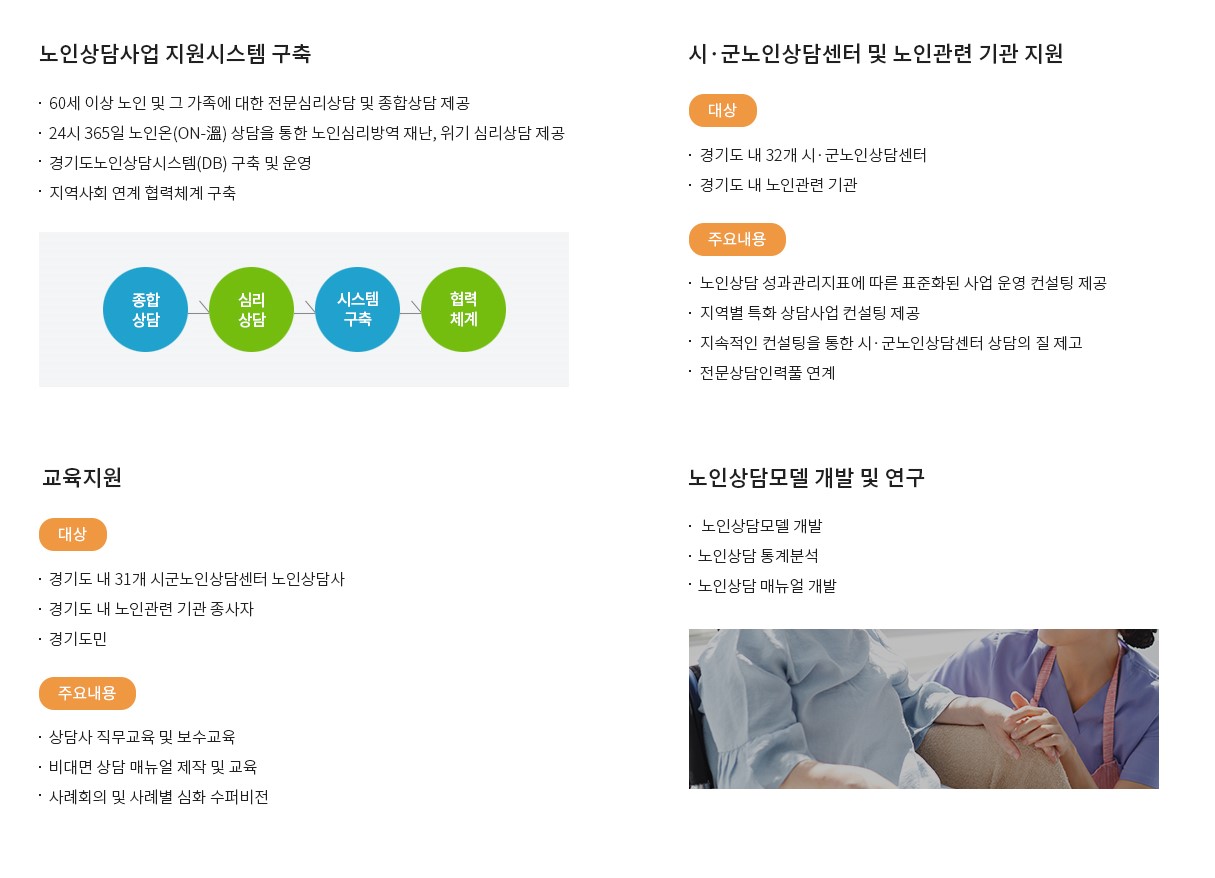 노인상담사업 지원시스템 구축
· 60세 이상 노인 및 그 가족에 대한 전문심리상담 및 종합상담 제공
· 24시 365일 노인온(ON-溫) 상담을 통한 노인심리방역 재난, 위기 심리상담 제공
· 경기도노인상담시스템(DB) 구축 및 운영
· 지역사회 연계 협력체계 구축
종합
상담
심리
상담
시스템
구축
협력
체계
시·군노인상담센터 및 노인관련 기관 지원
대상
· 경기도 내 32개 시·군노인상담센터
· 경기도 내 노인관련 기관
주요내용
· 노인상담 성과관리지표에 따른 표준화된 사업 운영 컨설팅 제공
· 지역별 특화 상담사업 컨설팅 제공
· 지속적인 컨설팅을 통한 시·군노인상담센터 상담의 질 제고
· 전문상담인력풀 연계
교육지원
대상
· 경기도 내 31개 시군노인상담센터 노인상담사
· 경기도 내 노인관련 기관 종사자
· 경기도민
주요내용
· 상담사 직무교육 및 보수교육
· 비대면 상담 매뉴얼 제작 및 교육
· 사례회의 및 사례별 심화 수퍼비전
노인상담모델 개발 및 연구
· 노인상담모델 개발
· 노인상담 통계분석
· 노인상담 매뉴얼 개발